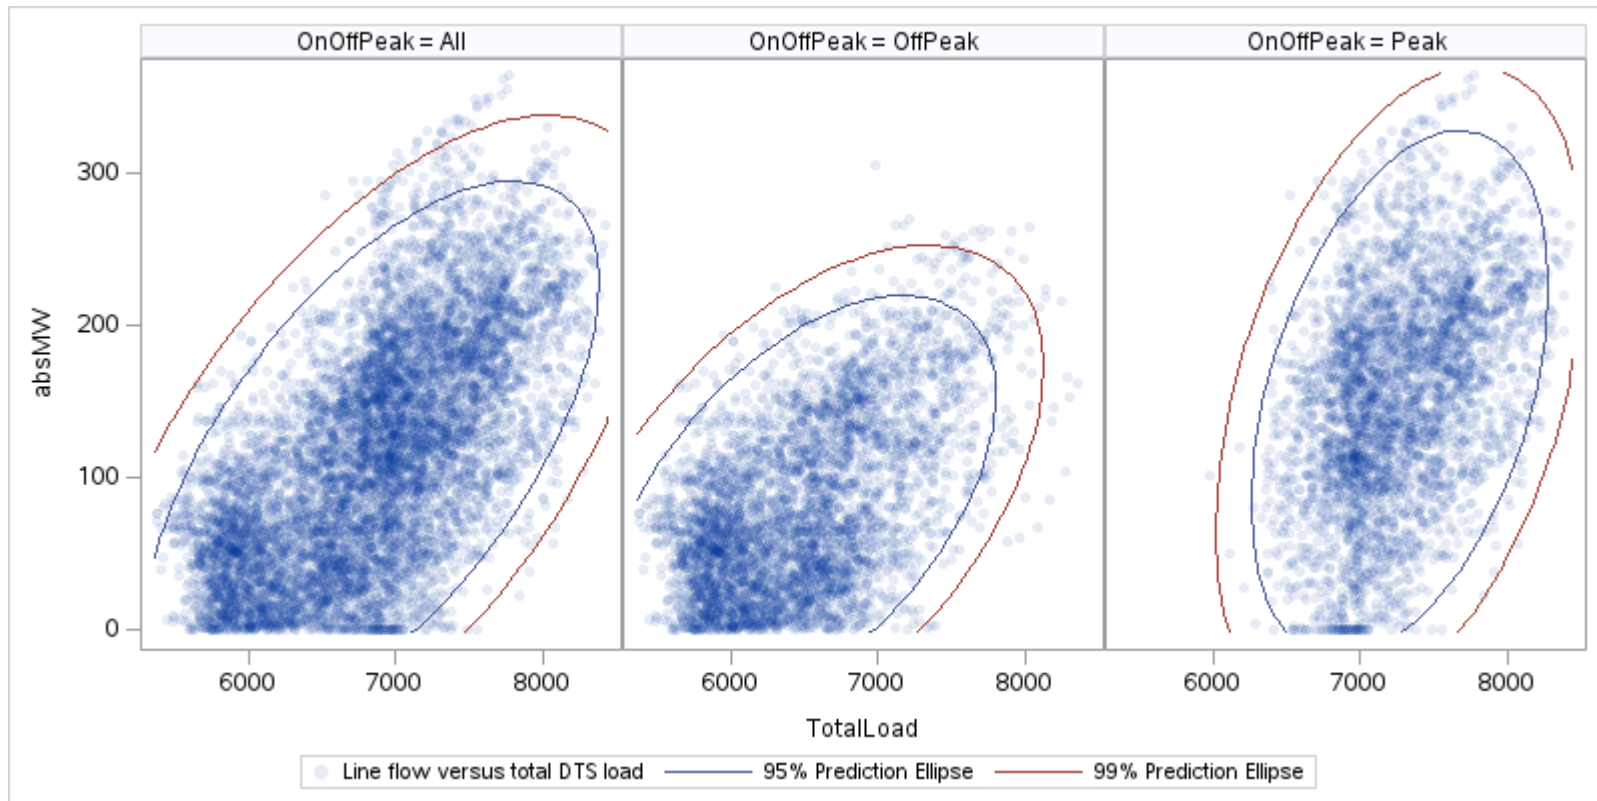 OnOffPeak = All
OnOffPeak = OffPeak
OnOffPeak = Peak
absMW
300
200
100
0
6000
7000
8000
6000
7000
8000
6000
7000
8000
TotalLoad
Line flow versus total DTS load
95% Prediction Ellipse
99% Prediction Ellipse